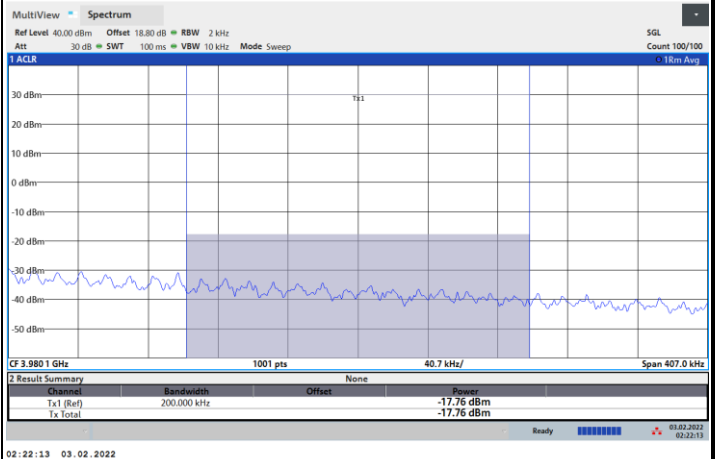 MultiView Spectrum
Ref Level 40.00 dBm Offset 18.80 dB RBW 2 kHz SGL
Att 30 dB SWT 100 ms VBW 10 kHz Mode Sweep Count 100/100
1 ACLR 1Rm Avg
Tx1
30 dBm
20 dBm
10 dBm
0 dBm
-10 dBm
-20 dBm
-30 dBm
-40 dBm
-50 dBm
CF 3.980 1 GHz 1001 pts 40.7 kHz/ Span 407.0 kHz
2 Result Summary None
Channel Bandwidth Offset Power
Tx1 (Ref) 200.000 kHz -17.76 dBm
Tx Total -17.76 dBm
Ready 03.02.2022
02:22:13
02:22:13 03.02.2022